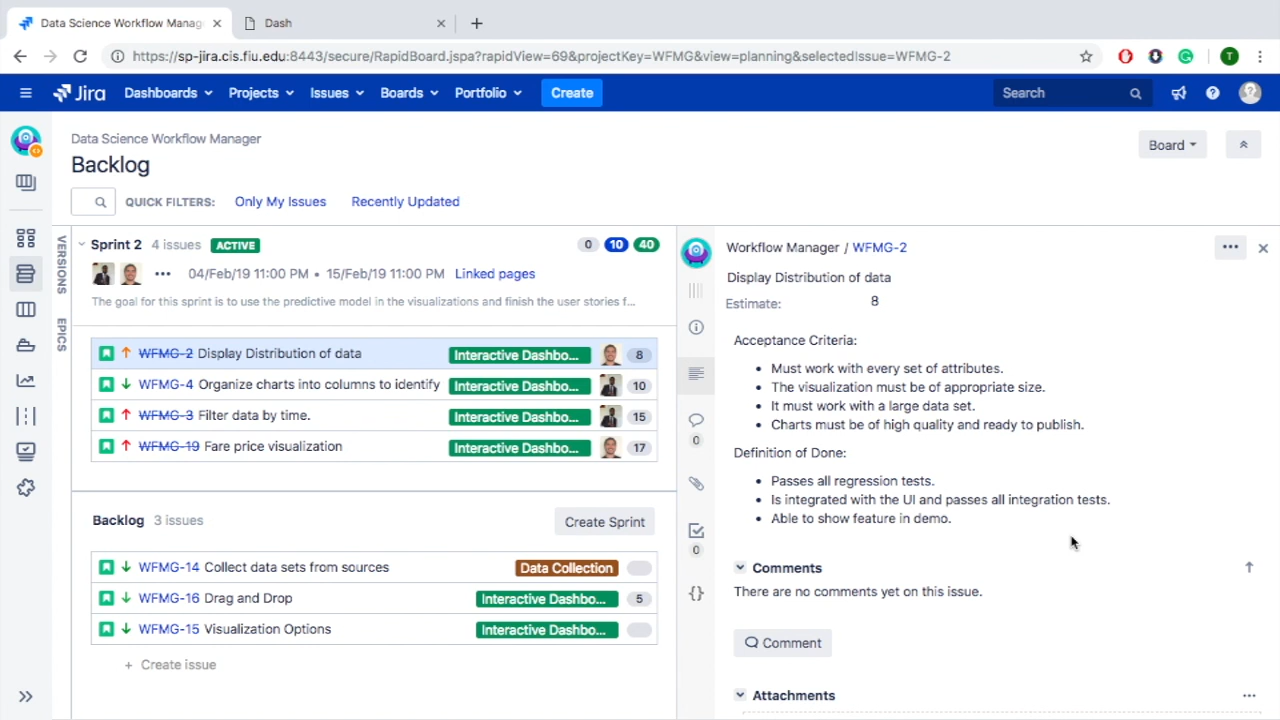 Data Science Workflow Manag
Dash
https://sp-jira.cis.fiu.edu:8443/secure/RapidBoard.jspa?rapidView=69&projectKey=WFMG&view=planning&selectedIssue=WFMG-2
T
Jira Dashboards Projects Issues Boards Portfolio Create Search
Data Science Workflow Manager
Backlog
Board
QUICK FILTERS: Only My Issues Recently Updated
VERSIONS
EPICS
Sprint 2 4 issues ACTIVE 0 10 40
04/Feb/19 11:00 PM • 15/Feb/19 11:00 PM Linked pages
The goal for this sprint is to use the predictive model in the visualizations and finish the user stories f...
WFMG-2 Display Distribution of data Interactive Dashbo... 8
WFMG-4 Organize charts into columns to identify Interactive Dashbo... 10
WFMG-3 Filter data by time. Interactive Dashbo... 15
WFMG-19 Fare price visualization Interactive Dashbo... 17
Backlog 3 issues Create Sprint
WFMG-14 Collect data sets from sources Data Collection
WFMG-16 Drag and Drop Interactive Dashbo... 5
WFMG-15 Visualization Options Interactive Dashbo...
+ Create issue
Workflow Manager / WFMG-2
Display Distribution of data
Estimate: 8
Acceptance Criteria:
• Must work with every set of attributes.
• The visualization must be of appropriate size.
• It must work with a large data set.
• Charts must be of high quality and ready to publish.
Definition of Done:
• Passes all regression tests.
• Is integrated with the UI and passes all integration tests.
• Able to show feature in demo.
0
0
Comments
There are no comments yet on this issue.
Comment
Attachments